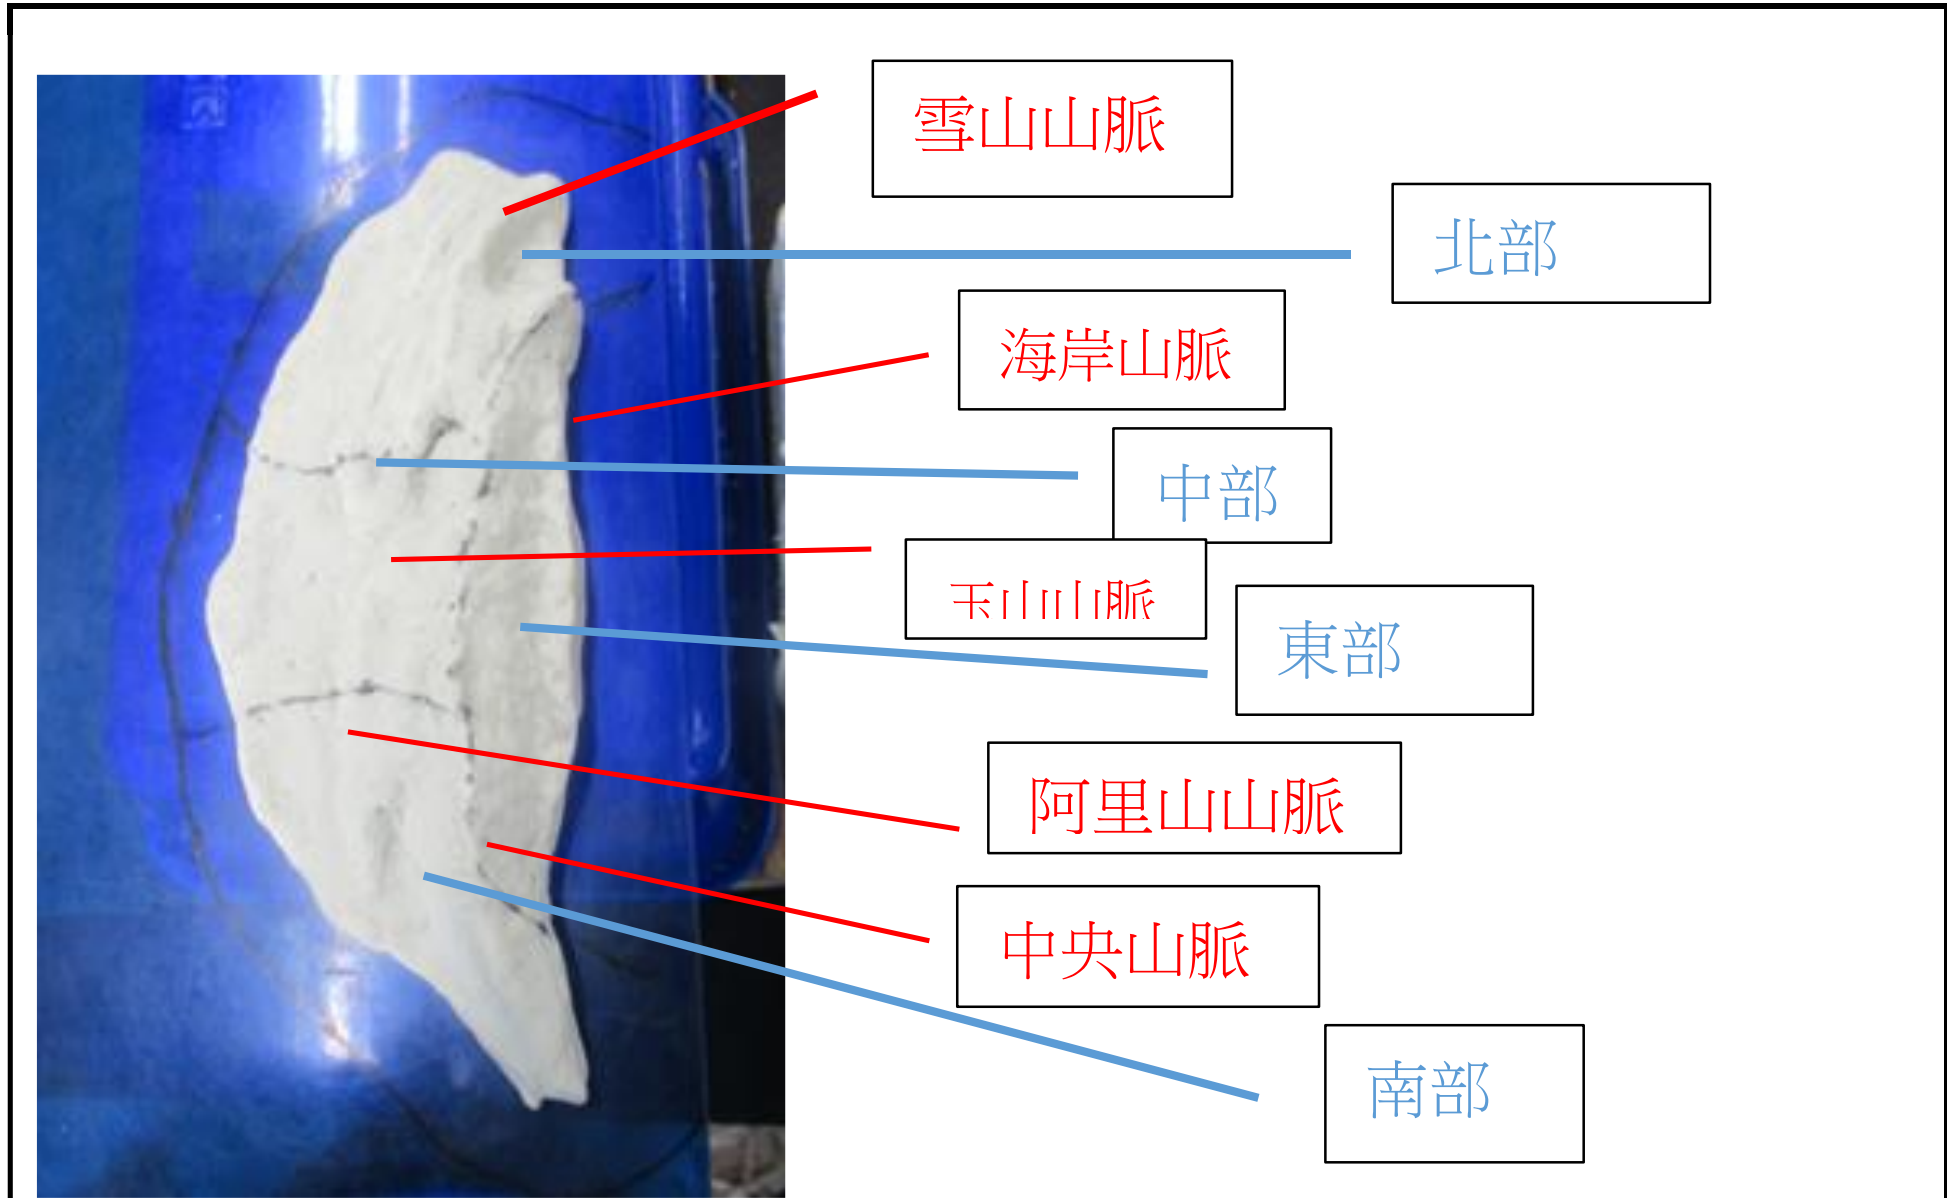 雪山山脈
北部
海岸山脈
中部
玉山山脈
東部
阿里山山脈
中央山脈
南部